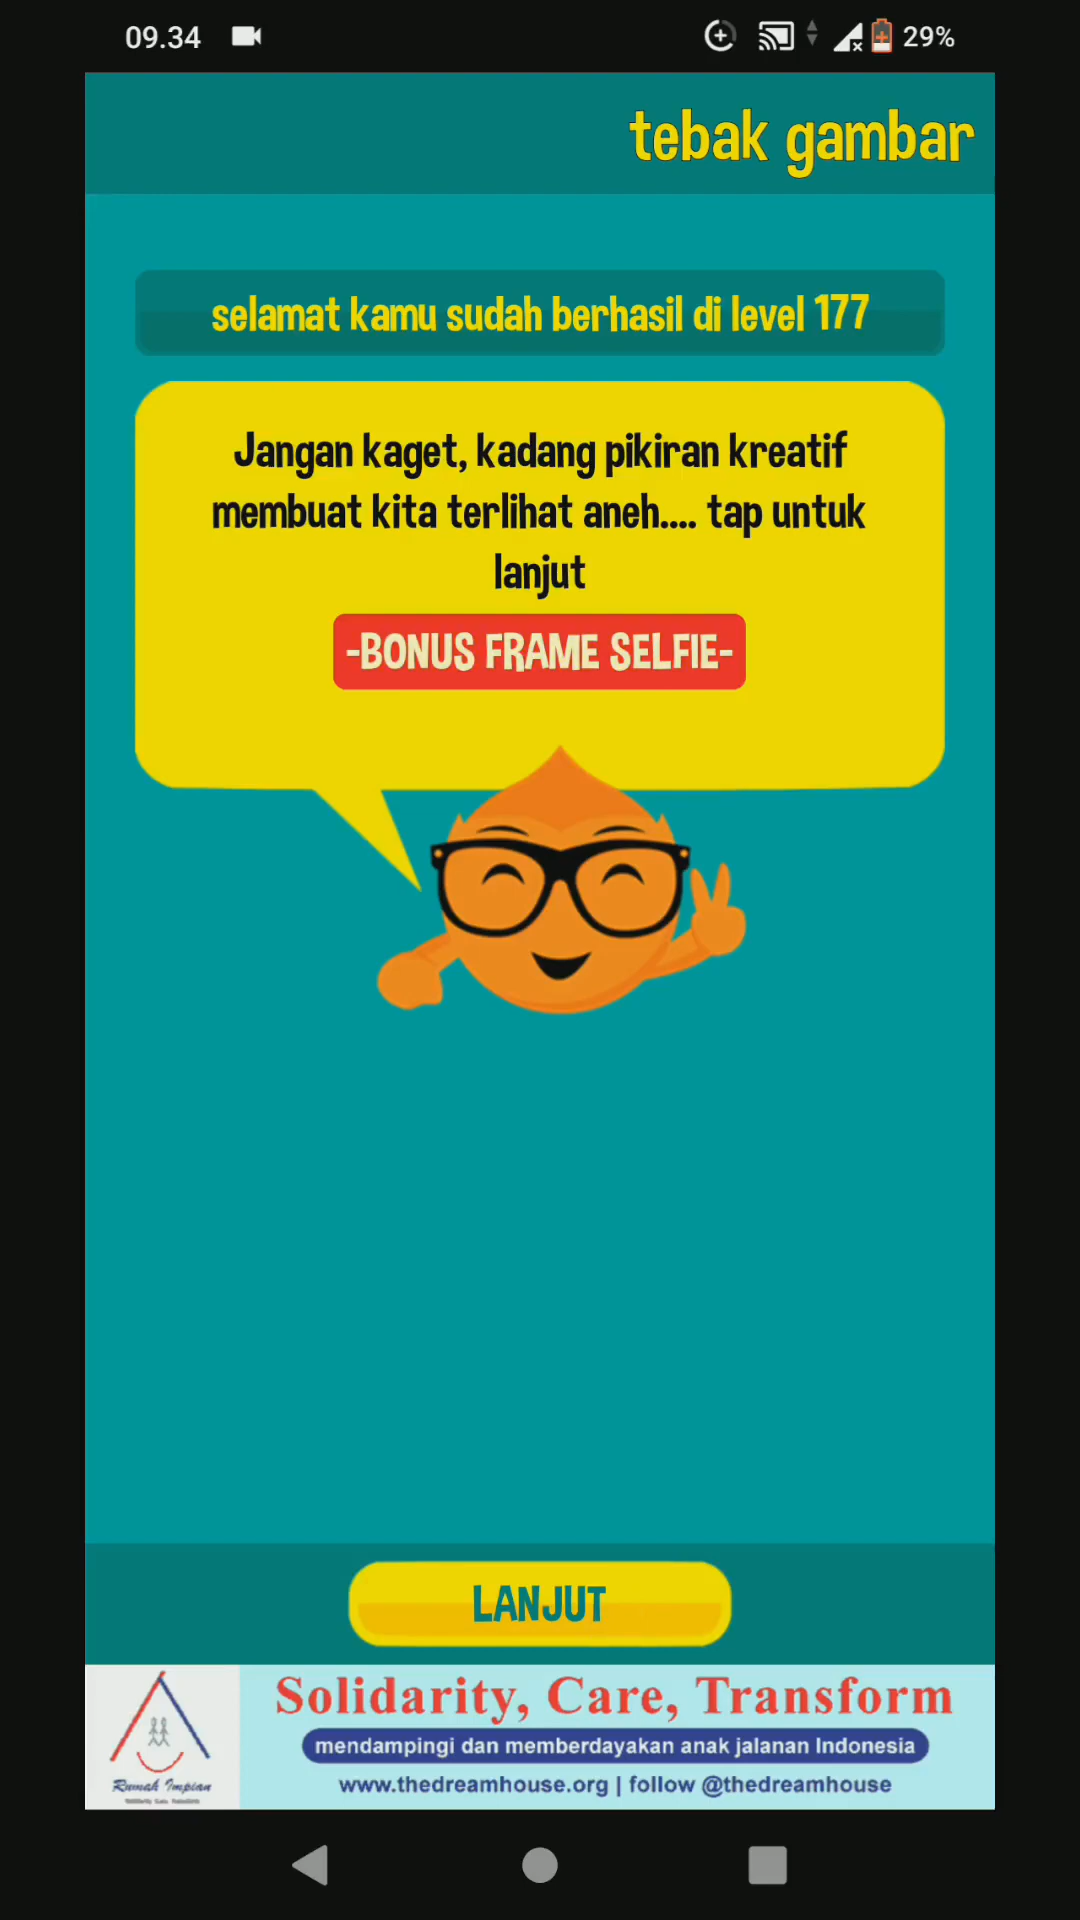 09.34
29%
tebak gambar
selamat kamu sudah berhasil di level 177
Jangan kaget, kadang pikiran kreatif
membuat kita terlihat aneh.... tap untuk
lanjut
-BONUS FRAME SELFIE-
LANJUT
Solidarity, Care, Transform
mendampingi dan memberdayakan anak jalanan Indonesia
www.thedreamhouse.org | follow @thedreamhouse
Rumah Impian